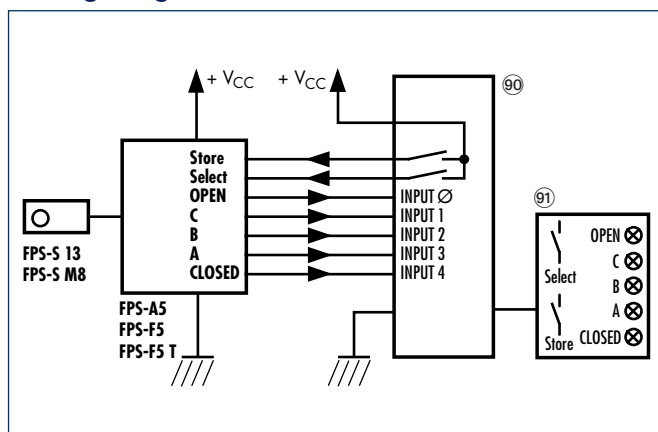 + VCC
+ VCC
90
Store
Select
OPEN
C
B
A
CLOSED
INPUT Ø
INPUT 1
INPUT 2
INPUT 3
INPUT 4
FPS-S 13
FPS-S M8
FPS-A5
FPS-F5
FPS-F5 T
91
Select
Store
OPEN
C
B
A
CLOSED